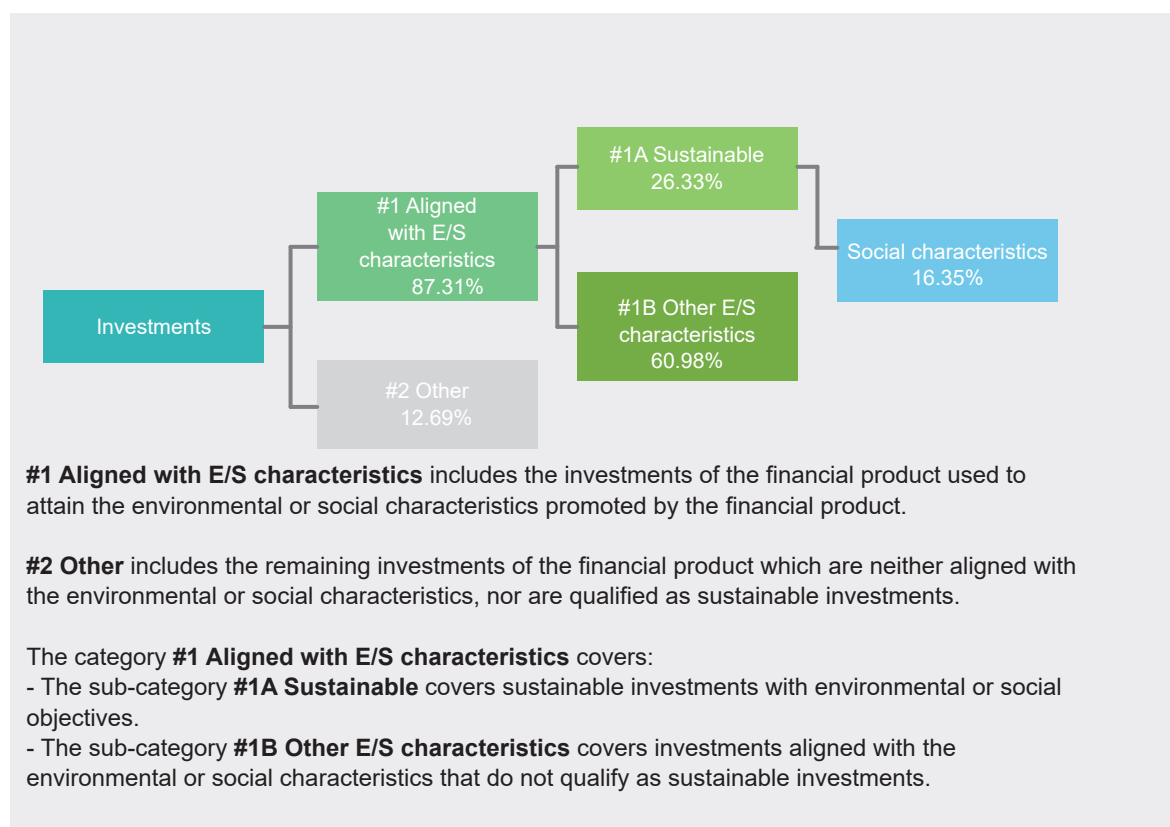 #1A Sustainable
26.33%
#1 Aligned
with E/S
characteristics
87.31%
Social characteristics
16.35%
Investments
#1B Other E/S
characteristics
60.98%
#2 Other
12.69%
#1 Aligned with E/S characteristics includes the investments of the financial product used to
attain the environmental or social characteristics promoted by the financial product.
#2 Other includes the remaining investments of the financial product which are neither aligned with
the environmental or social characteristics, nor are qualified as sustainable investments.
The category #1 Aligned with E/S characteristics covers:
- The sub-category #1A Sustainable covers sustainable investments with environmental or social
objectives.
- The sub-category #1B Other E/S characteristics covers investments aligned with the
environmental or social characteristics that do not qualify as sustainable investments.